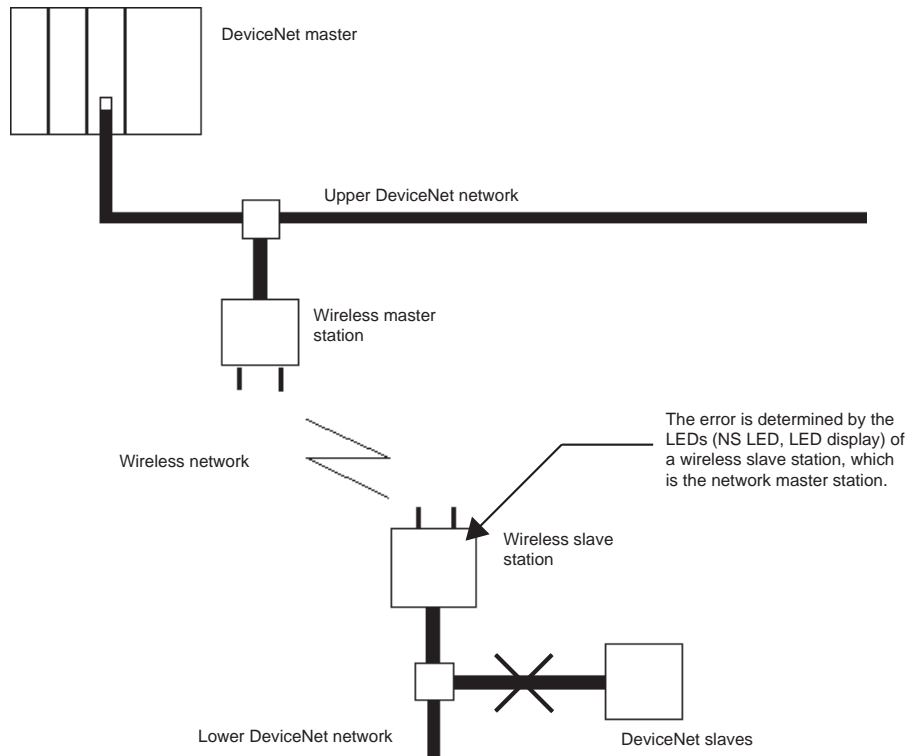 DeviceNet master
Upper DeviceNet network
Wireless master
station
The error is determined by the
LEDs (NS LED, LED display) of
a wireless slave station, which
is the network master station.
Wireless network
Wireless slave
station
Lower DeviceNet network
DeviceNet slaves